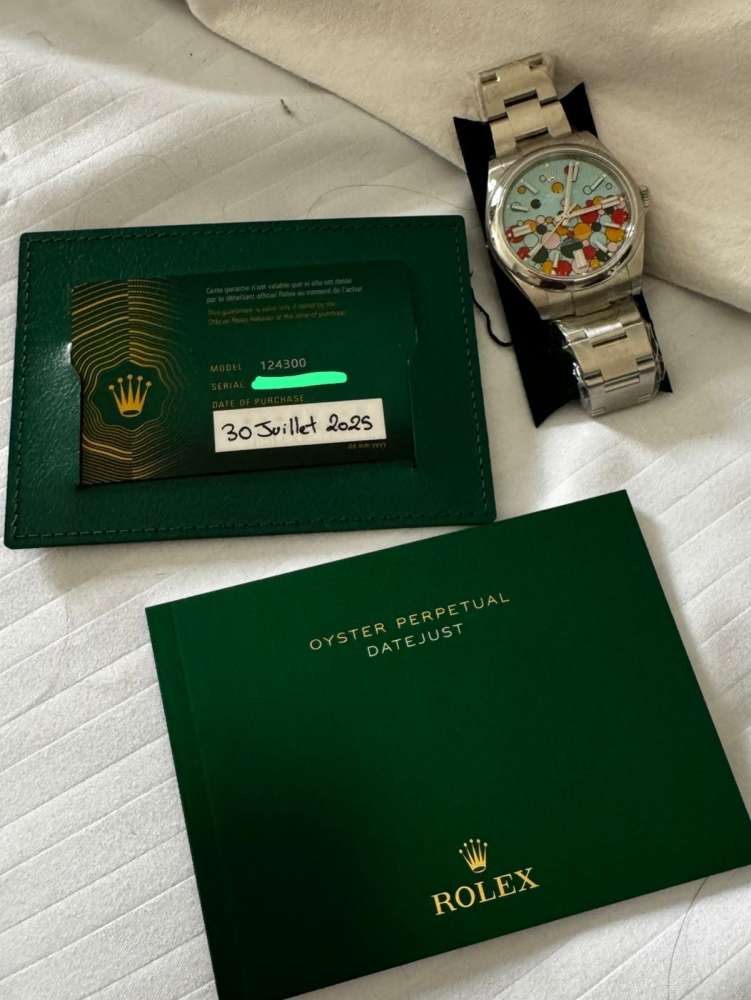 Cette garantie n'est valable que si elle est datée
par le détaillant officiel Rolex au moment de l'achat
This guarantee is valid only if dated by the
Official Rolex Retailer at the time of purchase
MODEL 124300
SERIAL
DATE OF PURCHASE
30 Juillet 2025
OYSTER PERPETUAL
DATEJUST
ROLEX